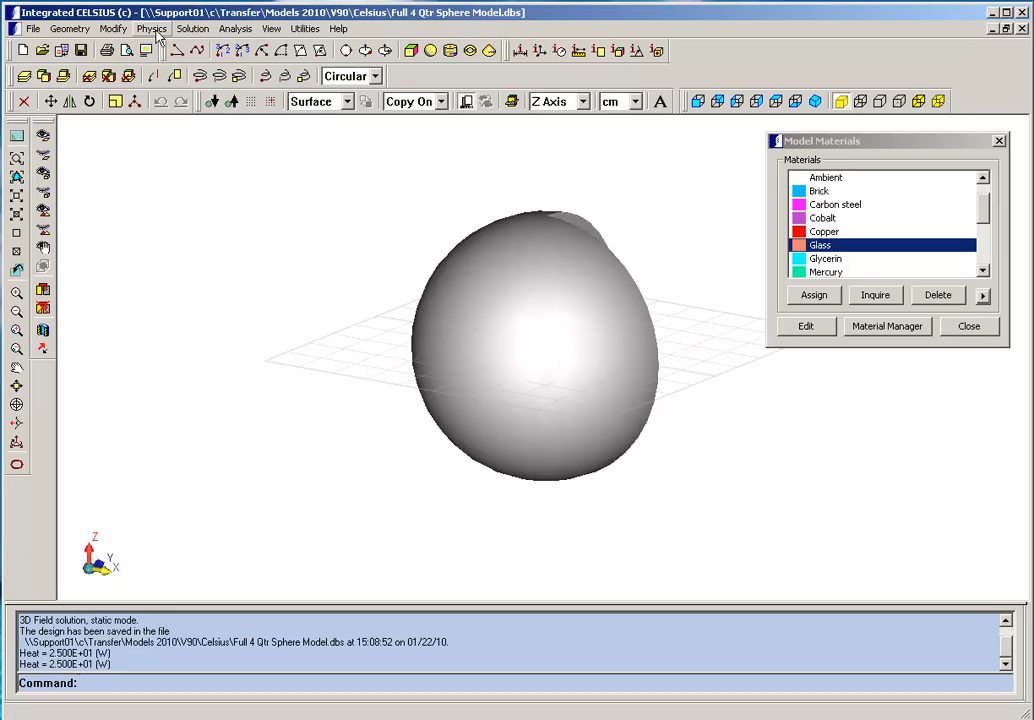 Integrated CELSIUS (c) - [\\Support01\c\Transfer\Models 2010\V90\Celsius\Full 4 Qtr Sphere Model.dbs]
File Geometry Modify Physics Solution Analysis View Utilities Help
Circular
Surface Copy On Z Axis cm A
Model Materials
Materials
Ambient
Brick
Carbon steel
Cobalt
Copper
Glass
Glycerin
Mercury
Assign Inquire Delete
Edit Material Manager Close
Z
Y
X
3D Field solution, static mode.
The design has been saved in the file
\\Support01\c\Transfer\Models 2010\V90\Celsius\Full 4 Qtr Sphere Model.dbs at 15:08:52 on 01/22/10.
Heat = 2.500E+01 (W)
Heat = 2.500E+01 (W)
Command: